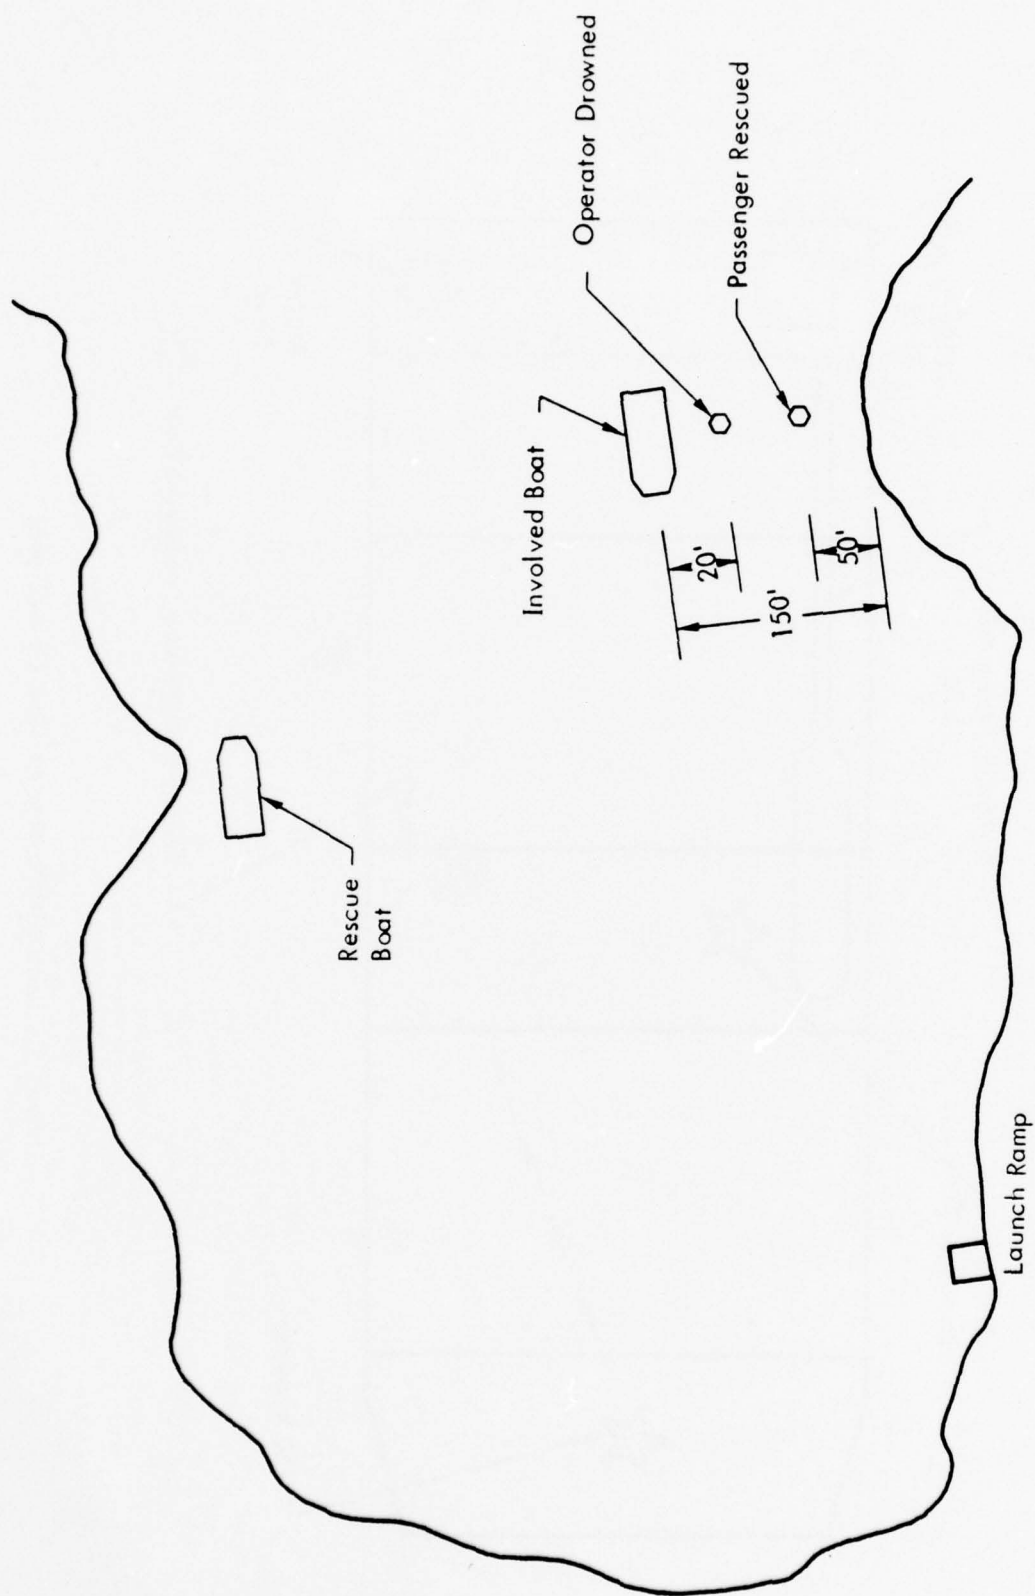 Operator Drowned
Passenger Rescued
Involved Boat
20'
50'
150'
Rescue
Boat
Launch Ramp